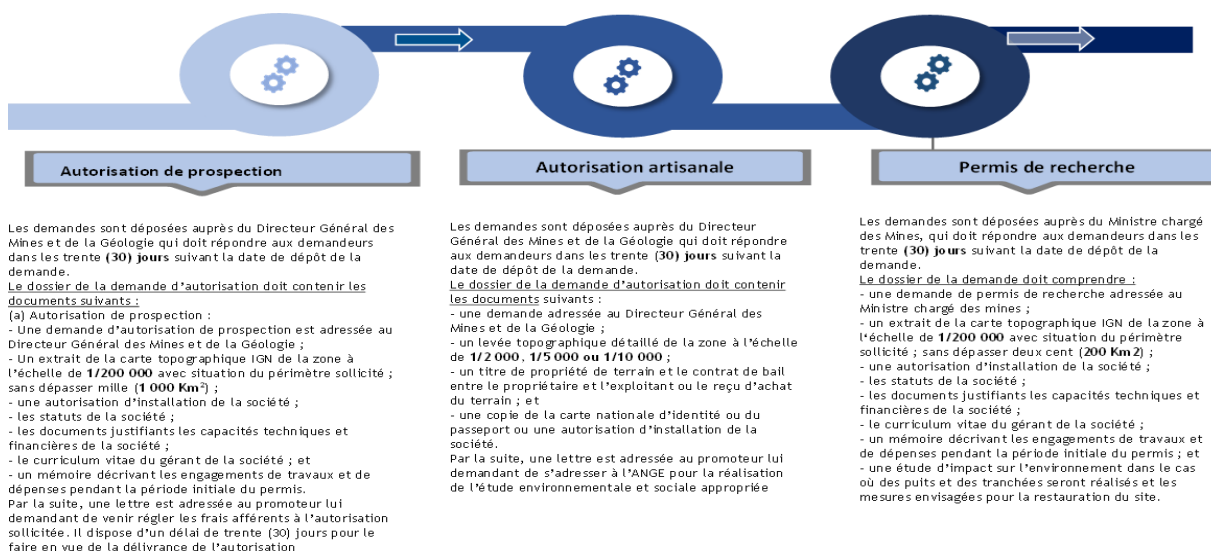 Autorisation de prospection
Les demandes sont déposées auprès du Directeur Général des
Mines et de la Géologie qui doit répondre aux demandeurs
dans les trente (30) jours suivant la date de dépôt de la
demande.
Le dossier de la demande d'autorisation doit contenir les
documents suivants :
(a) Autorisation de prospection :
- Une demande d'autorisation de prospection est adressée au
Directeur Général des Mines et de la Géologie ;
- Un extrait de la carte topographique IGN de la zone à
l'échelle de 1/200 000 avec situation du périmètre sollicité ;
sans dépasser mille (1 000 Km²) ;
- une autorisation d'installation de la société ;
- les statuts de la société ;
- les documents justifiants les capacités techniques et
financières de la société ;
- le curriculum vitae du gérant de la société ; et
- un mémoire décrivant les engagements de travaux et de
dépenses pendant la période initiale du permis.
Par la suite, une lettre est adressée au promoteur lui
demandant de venir régler les frais afférents à l'autorisation
sollicitée. Il dispose d'un délai de trente (30) jours pour le
faire en vue de la délivrance de l'autorisation
Autorisation artisanale
Les demandes sont déposées auprès du Directeur
Général des Mines et de la Géologie qui doit répondre
aux demandeurs dans les trente (30) jours suivant la
date de dépôt de la demande.
Le dossier de la demande d'autorisation doit contenir
les documents suivants :
- une demande adressée au Directeur Général des
Mines et de la Géologie ;
- un levée topographique détaillé de la zone à l'échelle
de 1/2 000, 1/5 000 ou 1/10 000 ;
- un titre de propriété de terrain et le contrat de bail
entre le propriétaire et l'exploitant ou le reçu d'achat
du terrain ; et
- une copie de la carte nationale d'identité ou du
passeport ou une autorisation d'installation de la
société.
Par la suite, une lettre est adressée au promoteur lui
demandant de s'adresser à l'ANGE pour la réalisation
de l'étude environnementale et sociale appropriée
Permis de recherche
Les demandes sont déposées auprès du Ministre chargé
des Mines, qui doit répondre aux demandeurs dans les
trente (30) jours suivant la date de dépôt de la
demande.
Le dossier de la demande doit comprendre :
- une demande de permis de recherche adressée au
Ministre chargé des mines ;
- un extrait de la carte topographique IGN de la zone à
l'échelle de 1/200 000 avec situation du périmètre
sollicité ; sans dépasser deux cent (200 Km2) ;
- une autorisation d'installation de la société ;
- les statuts de la société ;
- les documents justifiants les capacités techniques et
financières de la société ;
- le curriculum vitae du gérant de la société ;
- un mémoire décrivant les engagements de travaux et
de dépenses pendant la période initiale du permis ; et
- une étude d'impact sur l'environnement dans le cas
où des puits et des tranchées seront réalisés et les
mesures envisagées pour la restauration du site.